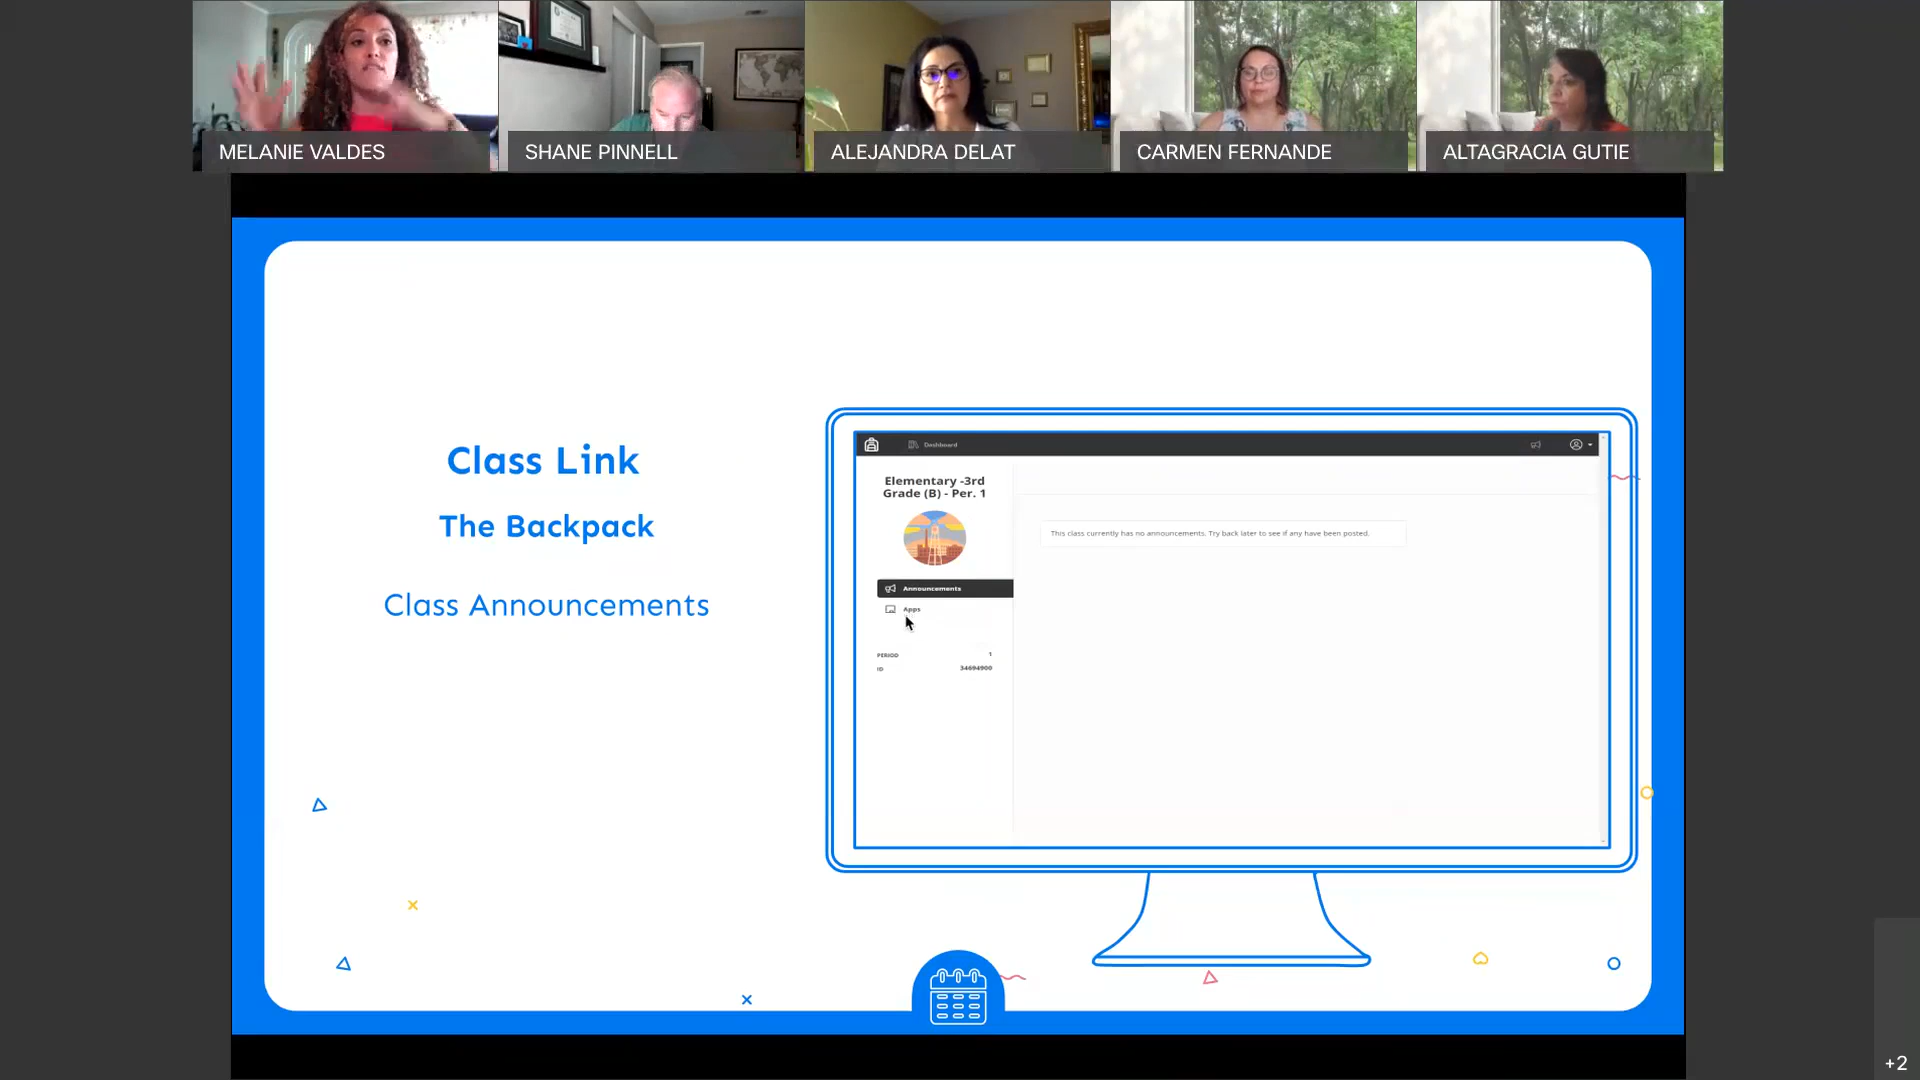 MELANIE VALDES
SHANE PINNELL
ALEJANDRA DELAT
CARMEN FERNANDE
ALTAGRACIA GUTIE
Class Link
The Backpack
Class Announcements
Dashboard
Elementary -3rd
Grade (B) - Per. 1
This class currently has no announcements. Try back later to see if any have been posted.
Announcements
Apps
PERIOD 1
ID 34694900
+2